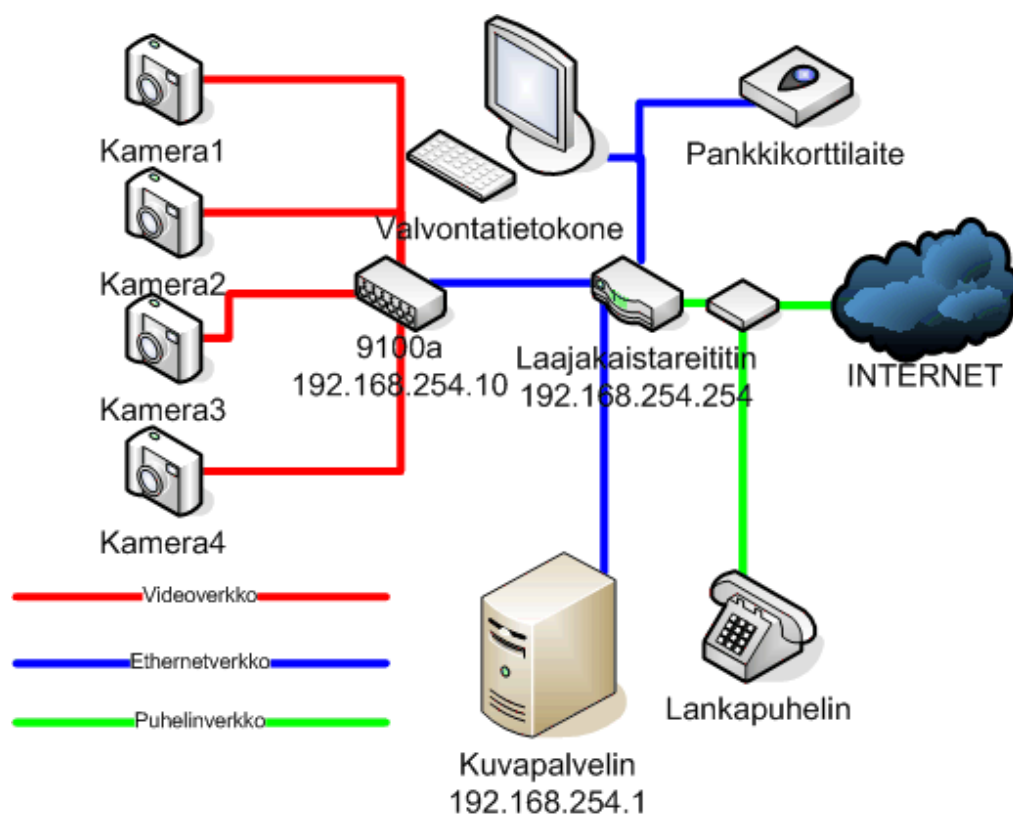 Kamera1
Pankkikorttilaite
Valvontatietokone
Kamera2
9100a
192.168.254.10
Laajakaistareititin
192.168.254.254
INTERNET
Kamera3
Kamera4
Videoverkko
Ethernetverkko
Puhelinverkko
Lankapuhelin
Kuvapalvelin
192.168.254.1